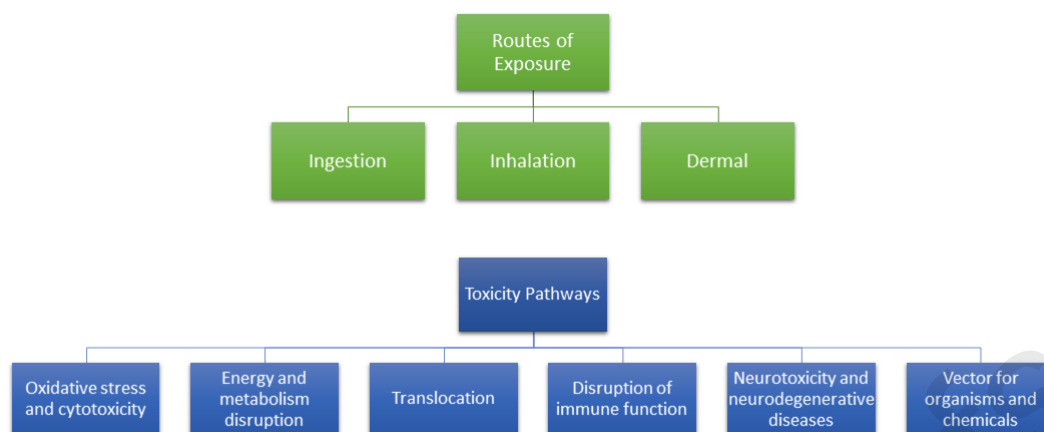 Routes of
Exposure
Ingestion
Inhalation
Dermal
Toxicity Pathways
Oxidative stress
and cytotoxicity
Energy and
metabolism
disruption
Translocation
Disruption of
immune function
Neurotoxicity and
neurodegenerative
diseases
Vector for
organisms and
chemicals